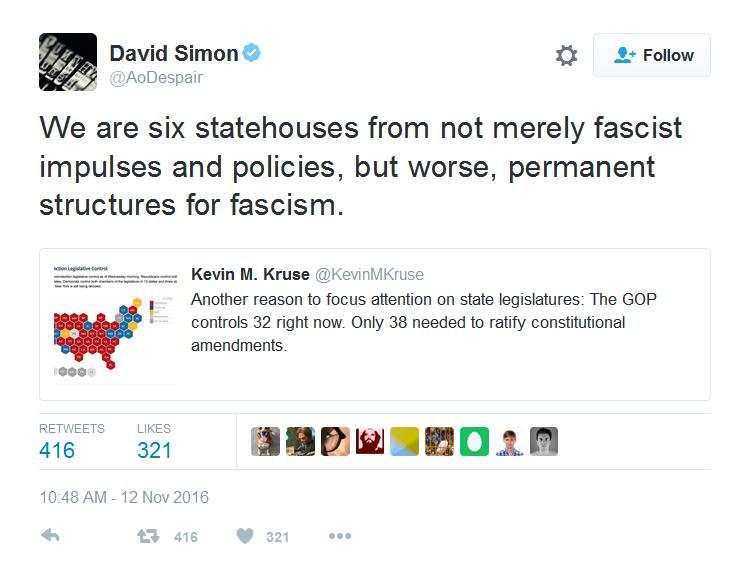 David Simon
@AoDespair
Follow
We are six statehouses from not merely fascist
impulses and policies, but worse, permanent
structures for fascism.
Kevin M. Kruse @KevinMKruse
Another reason to focus attention on state legislatures: The GOP
controls 32 right now. Only 38 needed to ratify constitutional
amendments.
ction Legislative Control
RETWEETS LIKES
416 321
10:48 AM - 12 Nov 2016
416 321